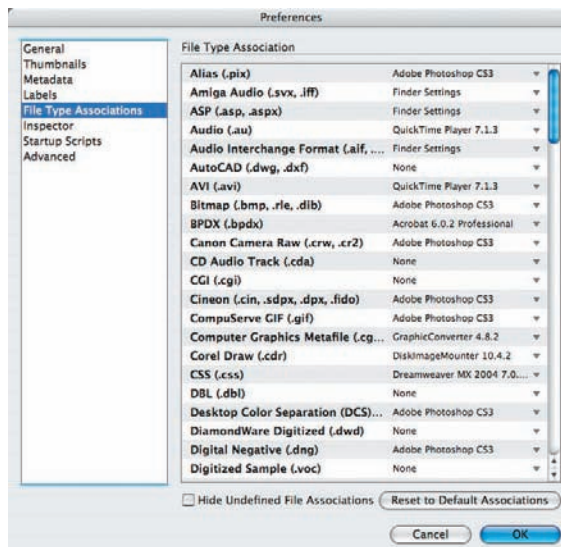 Preferences
General
Thumbnails
Metadata
Labels
File Type Associations
Inspector
Startup Scripts
Advanced
File Type Association
Alias (.pix) Adobe Photoshop CS3
Amiga Audio (.svx, .iff) Finder Settings
ASP (.asp, .aspx) Finder Settings
Audio (.au) QuickTime Player 7.1.3
Audio Interchange Format (.aif, .... Finder Settings
AutoCAD (.dwg, .dxf) None
AVI (.avi) QuickTime Player 7.1.3
Bitmap (.bmp, .rle, .dib) Adobe Photoshop CS3
BPDX (.bpdx) Acrobat 6.0.2 Professional
Canon Camera Raw (.crw, .cr2) Adobe Photoshop CS3
CD Audio Track (.cda) None
CGI (.cgi) None
Cineon (.cin, .sdpx, .dpx, .fido) Adobe Photoshop CS3
CompuServe GIF (.gif) Adobe Photoshop CS3
Computer Graphics Metafile (.cg... GraphicConverter 4.8.2
Corel Draw (.cdr) DiskImageMounter 10.4.2
CSS (.css) Dreamweaver MX 2004 7.0....
DBL (.dbl) None
Desktop Color Separation (DCS)... Adobe Photoshop CS3
DiamondWare Digitized (.dwd) None
Digital Negative (.dng) Adobe Photoshop CS3
Digitized Sample (.voc) None
Hide Undefined File Associations Reset to Default Associations
Cancel OK